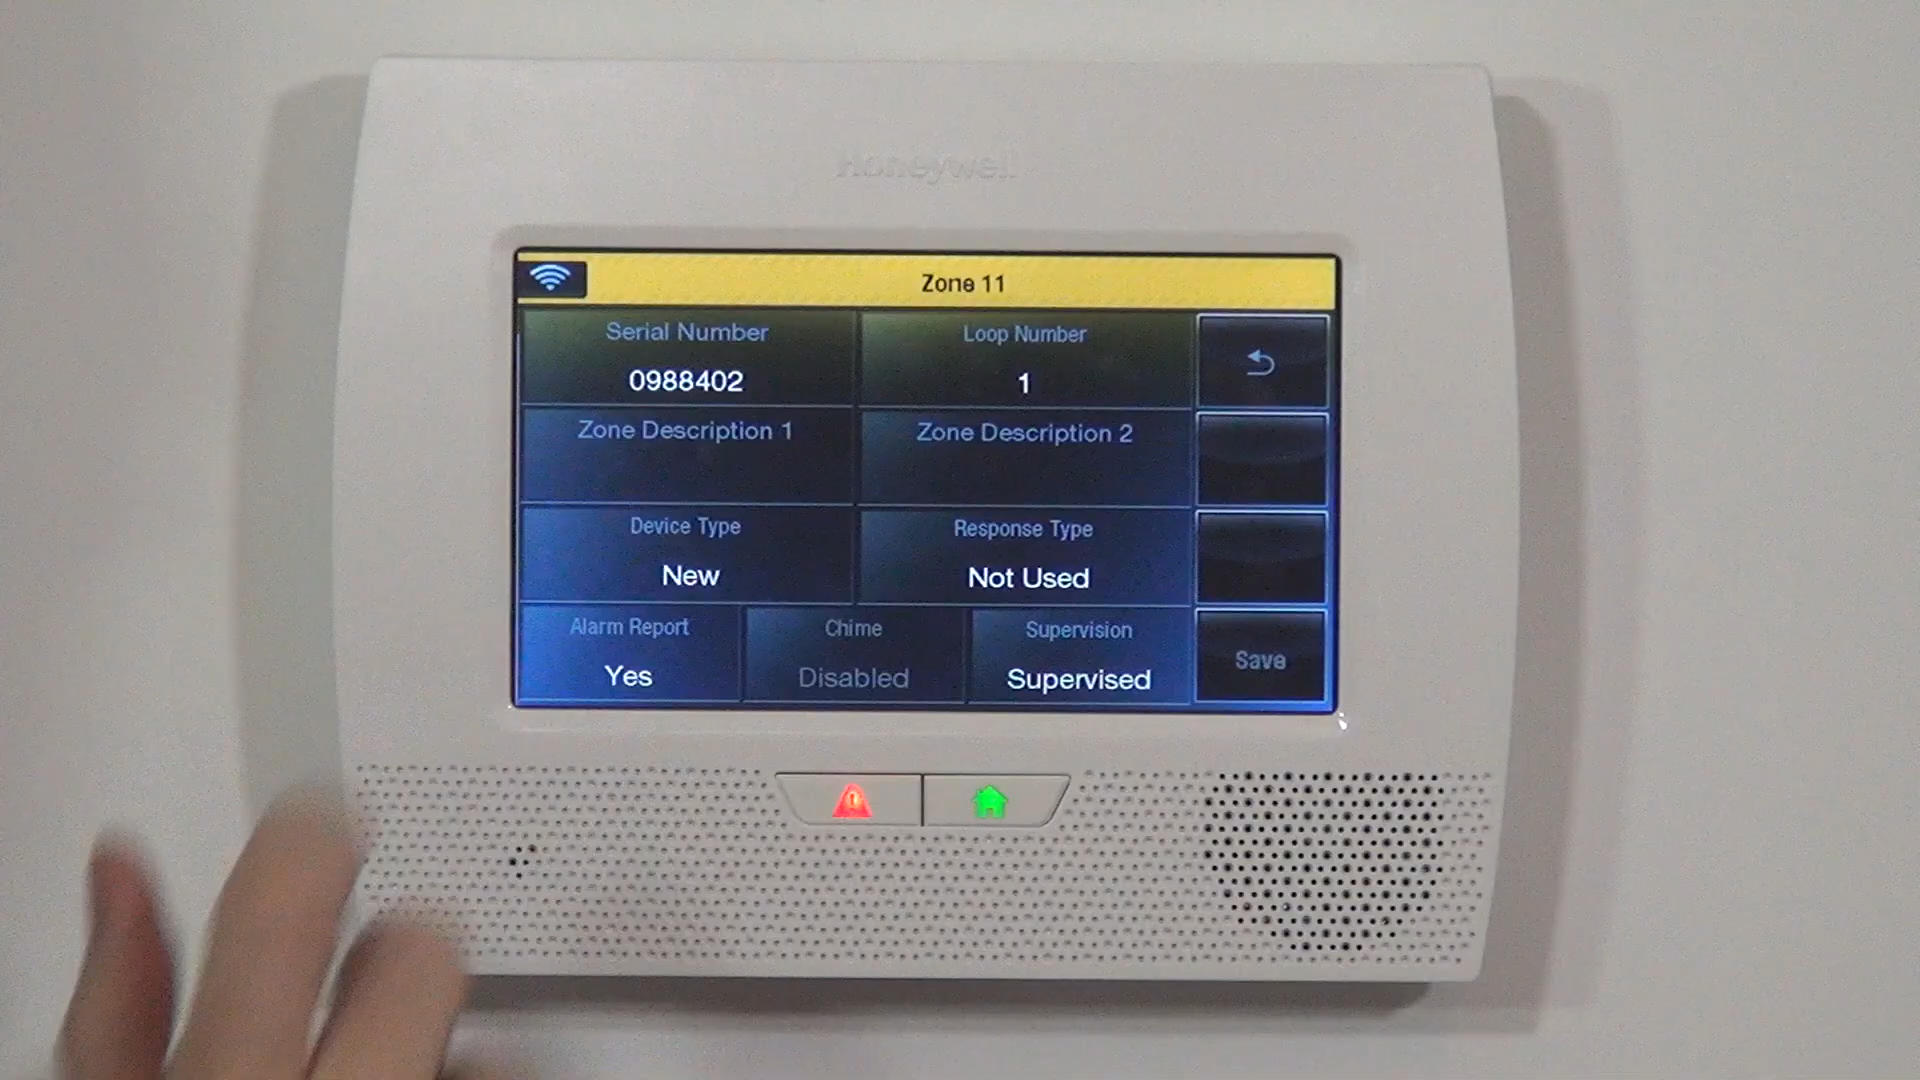 Honeywell
Zone 11
Serial Number
0988402
Loop Number
1
Zone Description 1
Zone Description 2
Device Type
New
Response Type
Not Used
Alarm Report
Yes
Chime
Disabled
Supervision
Supervised
Save